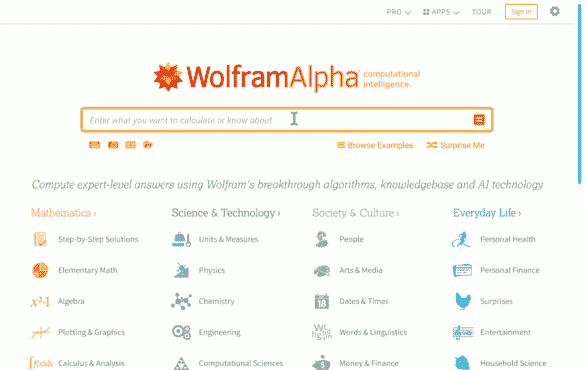 PRO APPS TOUR Sign in
WolframAlpha computational intelligence.
Enter what you want to calculate or know about
Browse Examples Surprise Me
Compute expert-level answers using Wolfram's breakthrough algorithms, knowledgebase and AI technology
Mathematics › Science & Technology › Society & Culture › Everyday Life ›
Step-by-Step Solutions Units & Measures People Personal Health
Elementary Math Physics Arts & Media Personal Finance
x²-1 Algebra Chemistry 18 Dates & Times Surprises
Plotting & Graphics Engineering Words & Linguistics Entertainment
Calculus & Analysis Computational Sciences Money & Finance Household Science